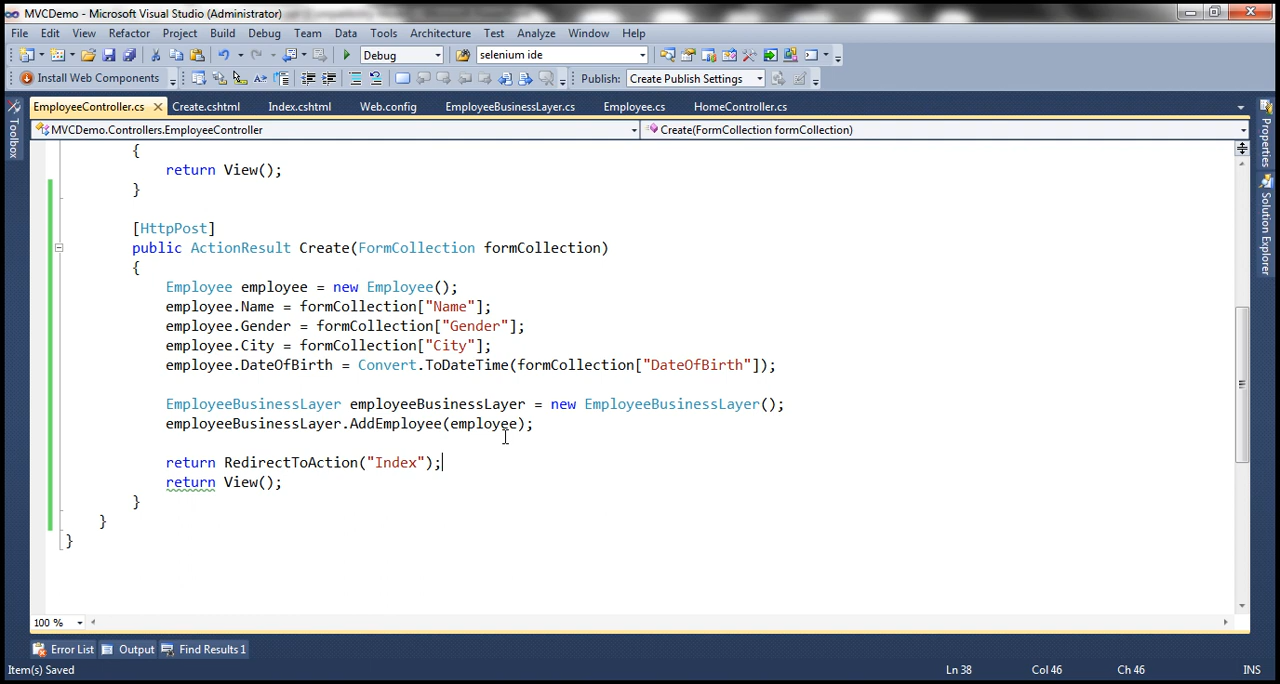 MVCDemo - Microsoft Visual Studio (Administrator)
File Edit View Refactor Project Build Debug Team Data Tools Architecture Test Analyze Window Help
Debug selenium ide
Install Web Components Publish: Create Publish Settings
EmployeeController.cs Create.cshtml Index.cshtml Web.config EmployeeBusinessLayer.cs Employee.cs HomeController.cs
MVCDemo.Controllers.EmployeeController Create(FormCollection formCollection)
Toolbox
Properties
Solution Explorer
{
return View();
}
[HttpPost]
public ActionResult Create(FormCollection formCollection)
{
Employee employee = new Employee();
employee.Name = formCollection["Name"];
employee.Gender = formCollection["Gender"];
employee.City = formCollection["City"];
employee.DateOfBirth = Convert.ToDateTime(formCollection["DateOfBirth"]);
EmployeeBusinessLayer employeeBusinessLayer = new EmployeeBusinessLayer();
employeeBusinessLayer.AddEmployee(employee);
return RedirectToAction("Index");
return View();
}
}
}
100 %
Error List Output Find Results 1
Item(s) Saved Ln 38 Col 46 Ch 46 INS